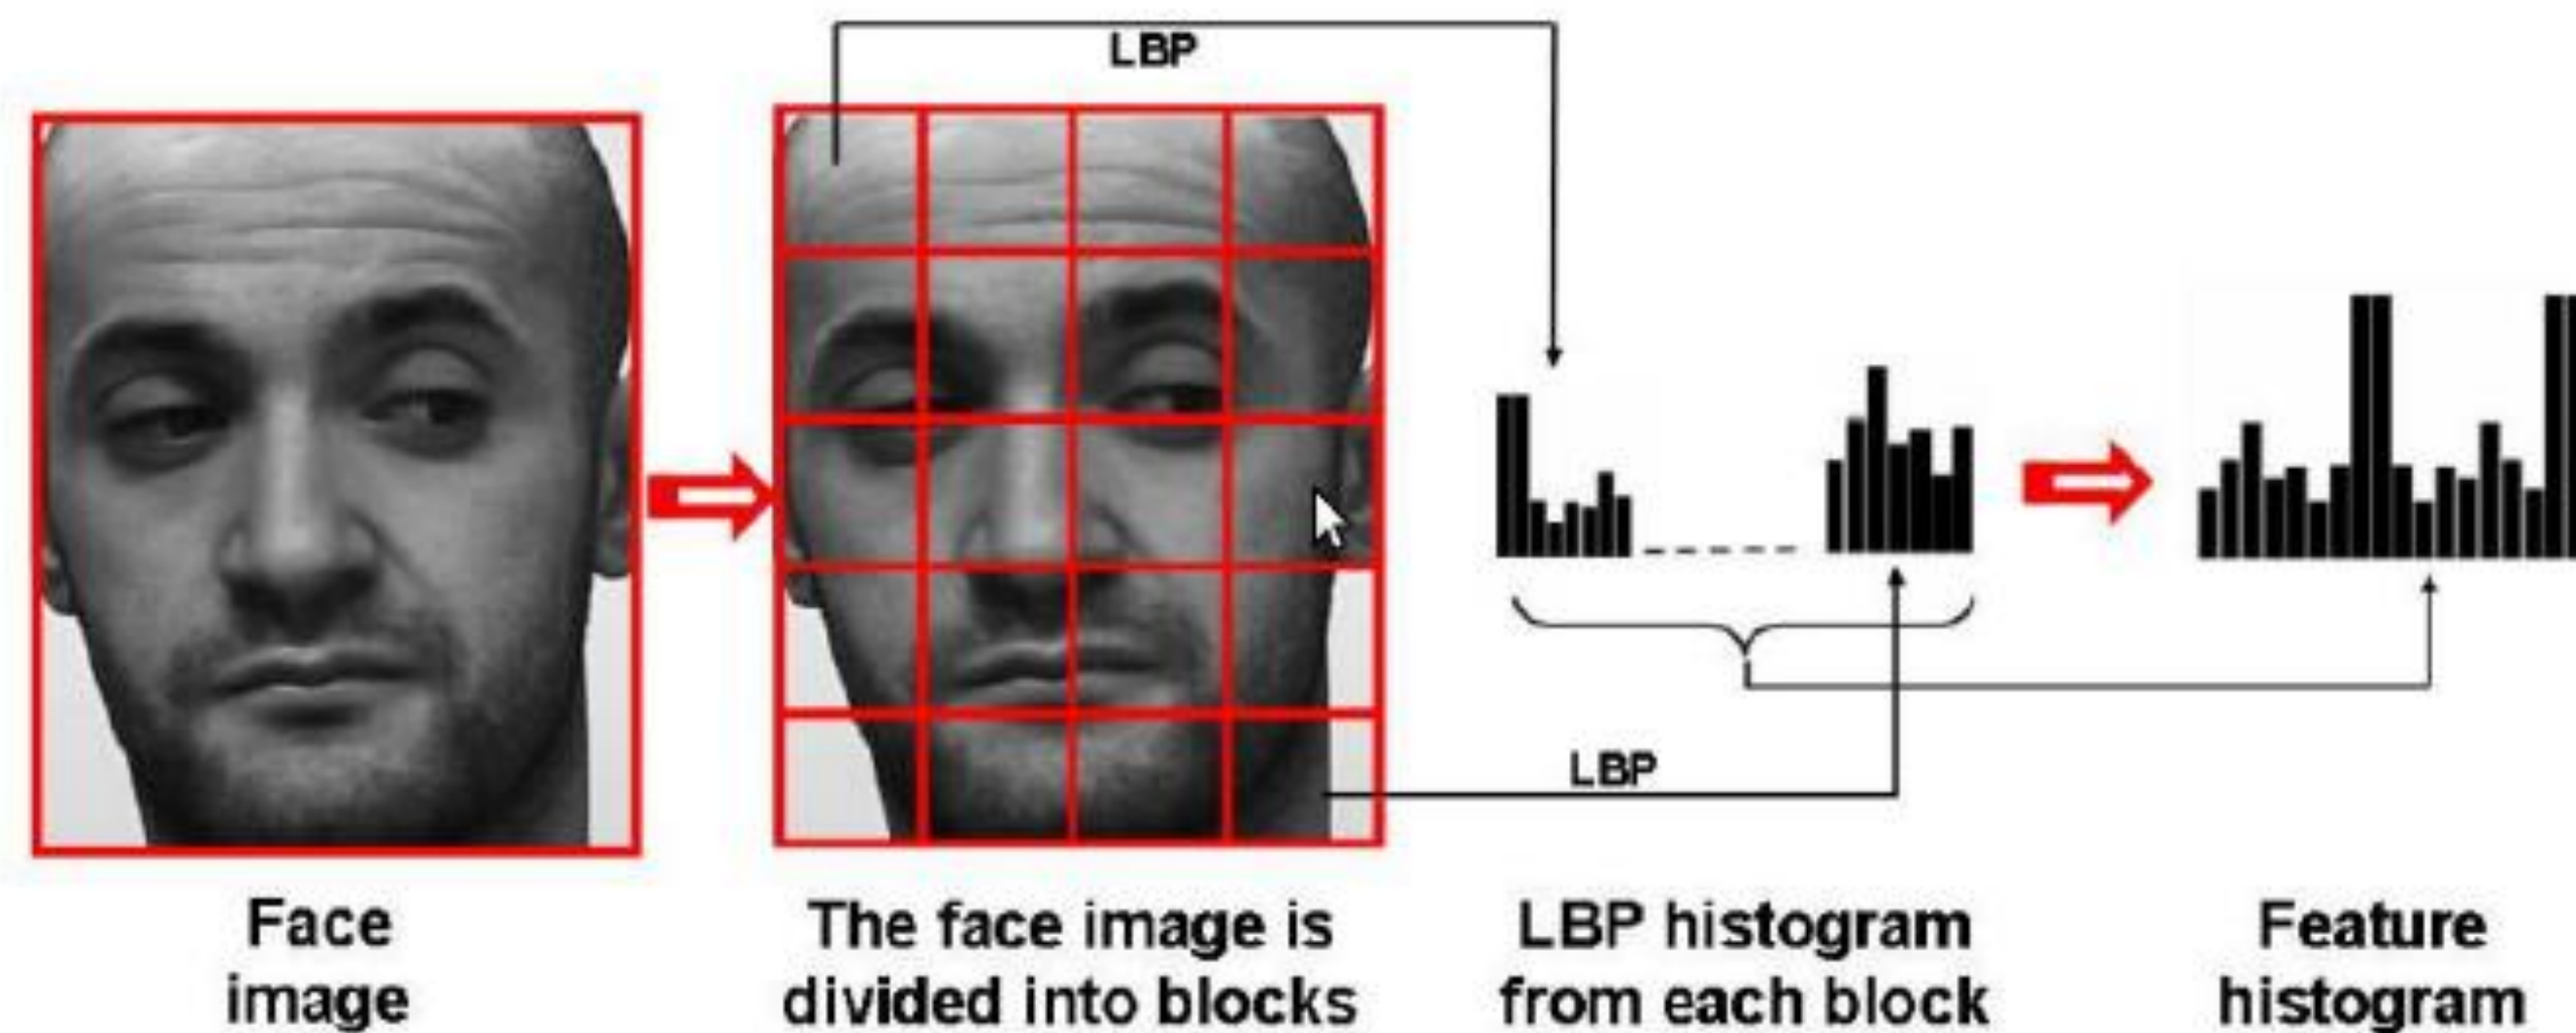 LBP
LBP
Face
image
The face image is
divided into blocks
LBP histogram
from each block
Feature
histogram